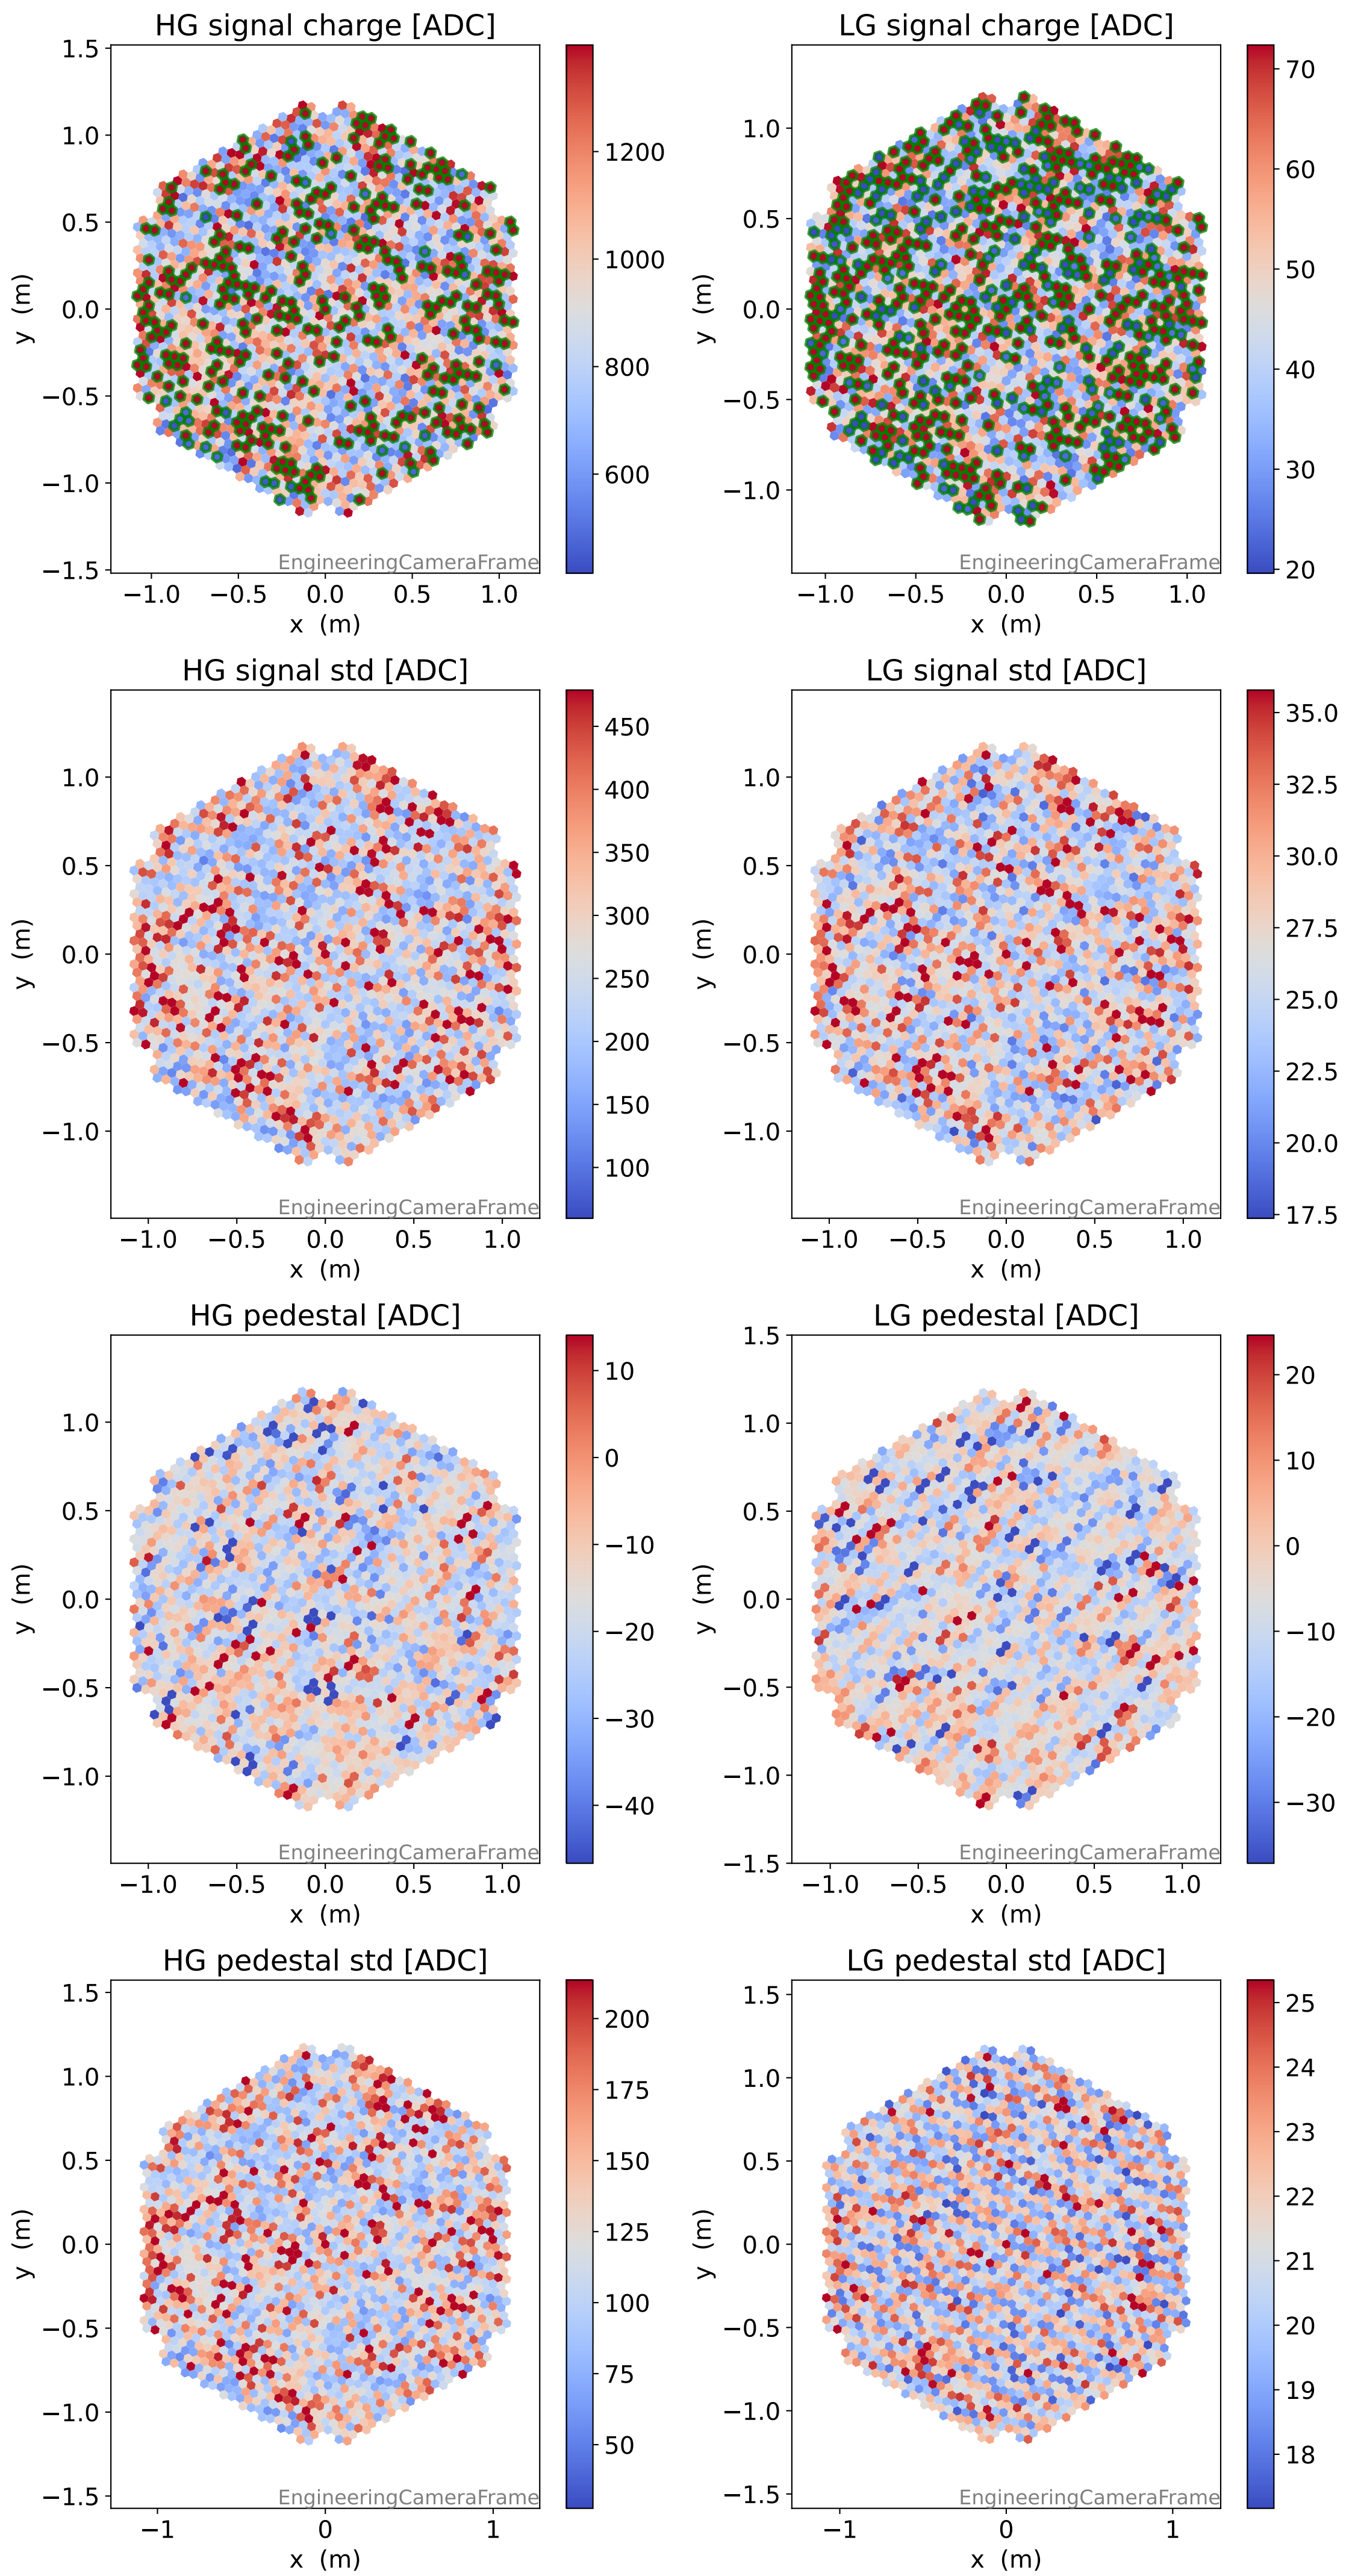 HG signal charge [ADC]
1.5
1.0
0.5
0.0
−0.5
−1.0
−1.5
y (m)
−1.0 −0.5 0.0 0.5 1.0
x (m)
EngineeringCameraFrame
1200
1000
800
600
LG signal charge [ADC]
1.0
0.5
0.0
−0.5
−1.0
y (m)
−1.0 −0.5 0.0 0.5 1.0
x (m)
EngineeringCameraFrame
70
60
50
40
30
20
HG signal std [ADC]
1.0
0.5
0.0
−0.5
−1.0
y (m)
−1.0 −0.5 0.0 0.5 1.0
x (m)
EngineeringCameraFrame
450
400
350
300
250
200
150
100
LG signal std [ADC]
1.0
0.5
0.0
−0.5
−1.0
y (m)
−1.0 −0.5 0.0 0.5 1.0
x (m)
EngineeringCameraFrame
35.0
32.5
30.0
27.5
25.0
22.5
20.0
17.5
HG pedestal [ADC]
1.0
0.5
0.0
−0.5
−1.0
y (m)
−1.0 −0.5 0.0 0.5 1.0
x (m)
EngineeringCameraFrame
10
0
−10
−20
−30
−40
LG pedestal [ADC]
1.5
1.0
0.5
0.0
−0.5
−1.0
−1.5
y (m)
−1.0 −0.5 0.0 0.5 1.0
x (m)
EngineeringCameraFrame
20
10
0
−10
−20
−30
HG pedestal std [ADC]
1.5
1.0
0.5
0.0
−0.5
−1.0
−1.5
y (m)
−1 0 1
x (m)
EngineeringCameraFrame
200
175
150
125
100
75
50
LG pedestal std [ADC]
1.5
1.0
0.5
0.0
−0.5
−1.0
−1.5
y (m)
−1 0 1
x (m)
EngineeringCameraFrame
25
24
23
22
21
20
19
18